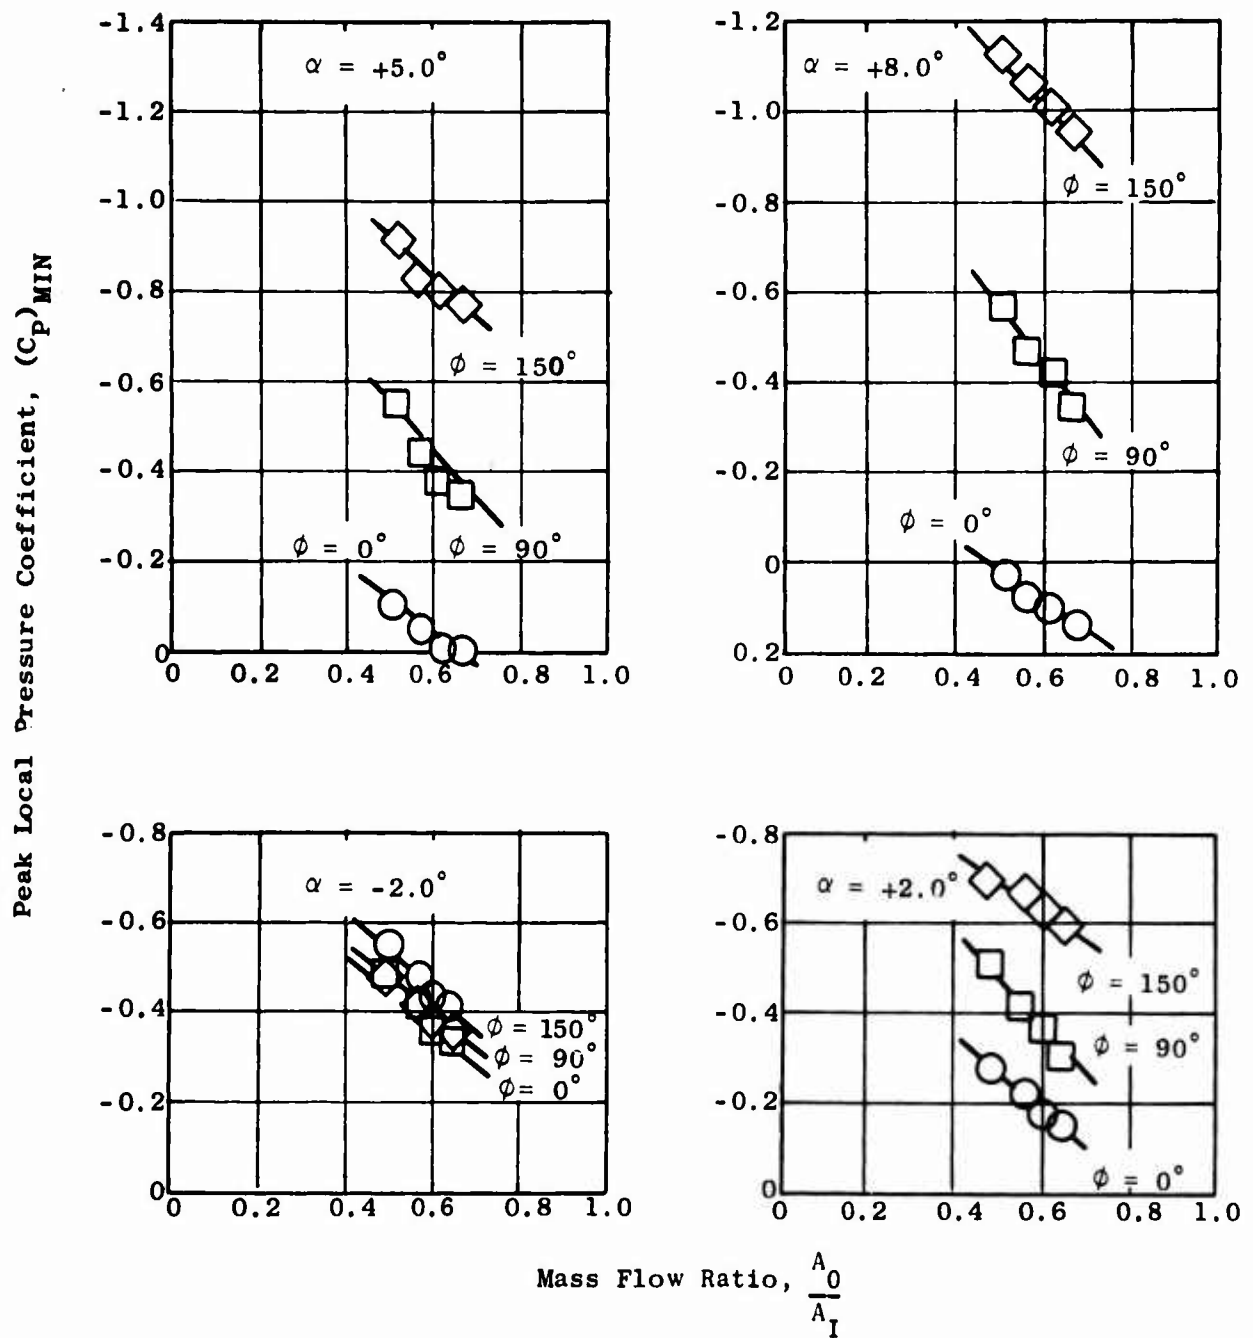 Peak Local Pressure Coefficient, (Cp)MIN
-1.4
-1.2
-1.0
-0.8
-0.6
-0.4
-0.2
0
α = +5.0°
ϕ = 150°
ϕ = 0° ϕ = 90°
0 0.2 0.4 0.6 0.8 1.0
-1.2
-1.0
-0.8
-0.6
-0.4
-0.2
0
0.2
α = +8.0°
ϕ = 150°
ϕ = 90°
ϕ = 0°
0 0.2 0.4 0.6 0.8 1.0
-0.8
-0.6
-0.4
-0.2
0
α = -2.0°
ϕ = 150°
ϕ = 90°
ϕ = 0°
0 0.2 0.4 0.6 0.8 1.0
-0.8
-0.6
-0.4
-0.2
0
α = +2.0°
ϕ = 150°
ϕ = 90°
ϕ = 0°
0 0.2 0.4 0.6 0.8 1.0
Mass Flow Ratio, A0
AI